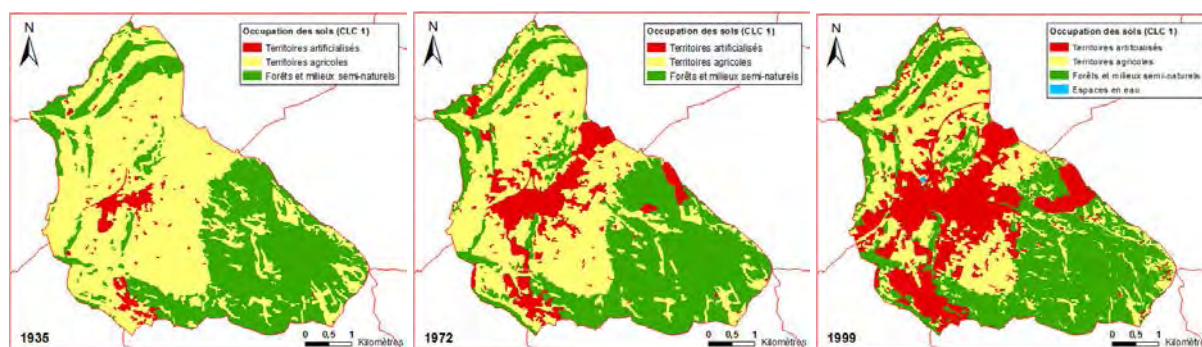 N
Occupation des sols (CLC 1)
Territoires artificialisés
Territoires agricoles
Forêts et milieux semi-naturels
1935
0 0,5 1
Kilomètres
N
Occupation des sols (CLC 1)
Territoires artificialisés
Territoires agricoles
Forêts et milieux semi-naturels
1972
0 0,5 1
Kilomètres
N
Occupation des sols (CLC 1)
Territoires artificialisés
Territoires agricoles
Forêts et milieux semi-naturels
Espaces en eau
1999
0 0,5 1
Kilomètres